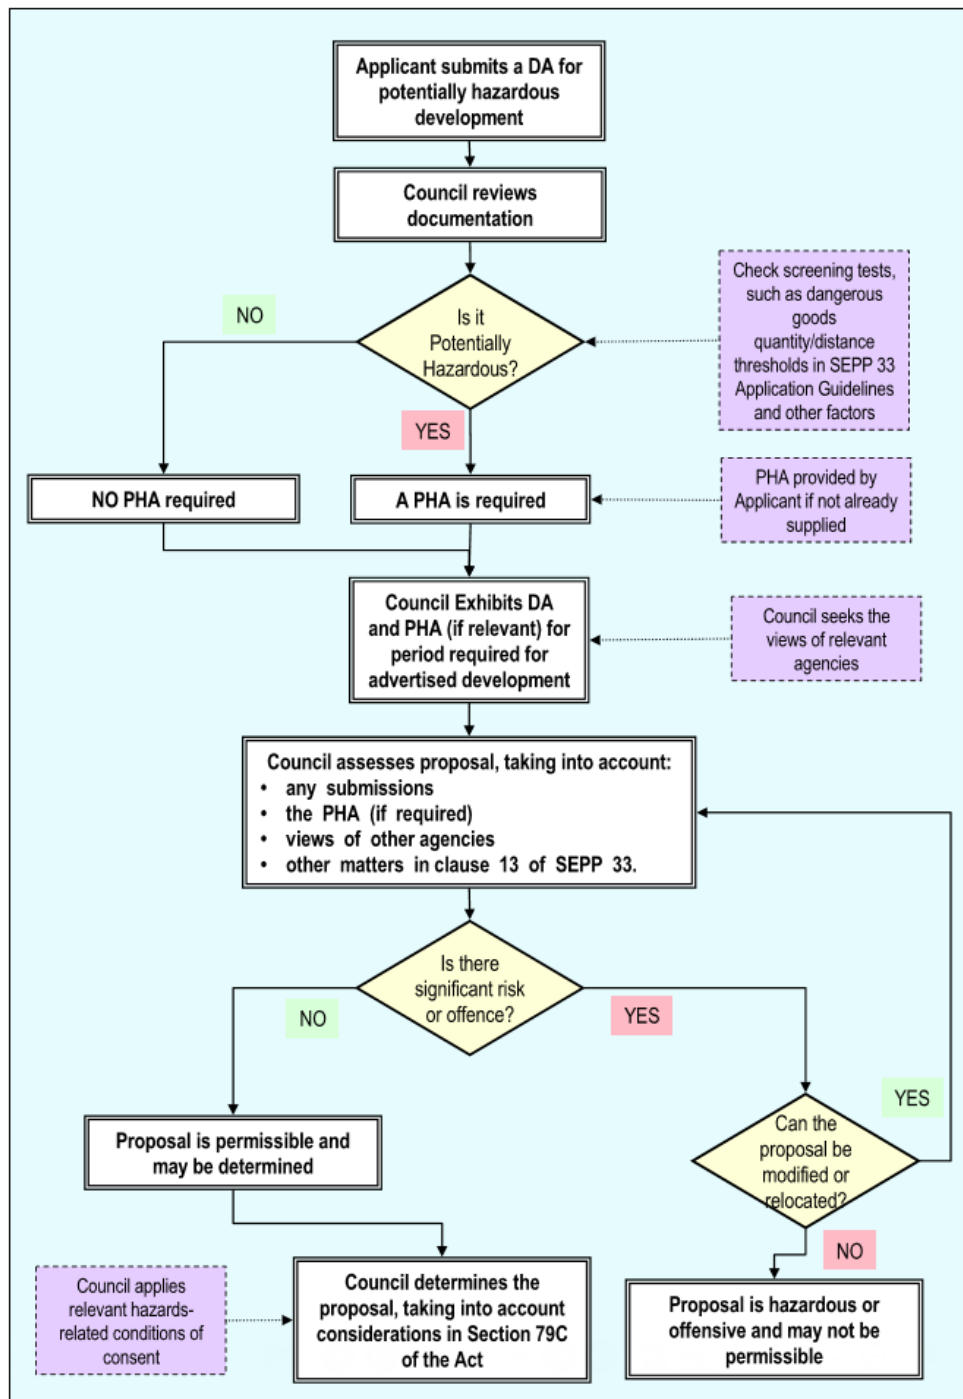 Applicant submits a DA for
potentially hazardous
development
Council reviews
documentation
Check screening tests,
such as dangerous
goods
quantity/distance
thresholds in SEPP 33
Application Guidelines
and other factors
NO
Is it
Potentially
Hazardous?
YES
NO PHA required
A PHA is required
PHA provided by
Applicant if not already
supplied
Council Exhibits DA
and PHA (if relevant) for
period required for
advertised development
Council seeks the
views of relevant
agencies
Council assesses proposal, taking into account:
• any submissions
• the PHA (if required)
• views of other agencies
• other matters in clause 13 of SEPP 33.
Is there
significant risk
or offence?
NO
YES
YES
Proposal is permissible and
may be determined
Can the
proposal be
modified or
relocated?
NO
Council applies
relevant hazards-
related conditions of
consent
Council determines the
proposal, taking into account
considerations in Section 79C
of the Act
Proposal is hazardous or
offensive and may not be
permissible